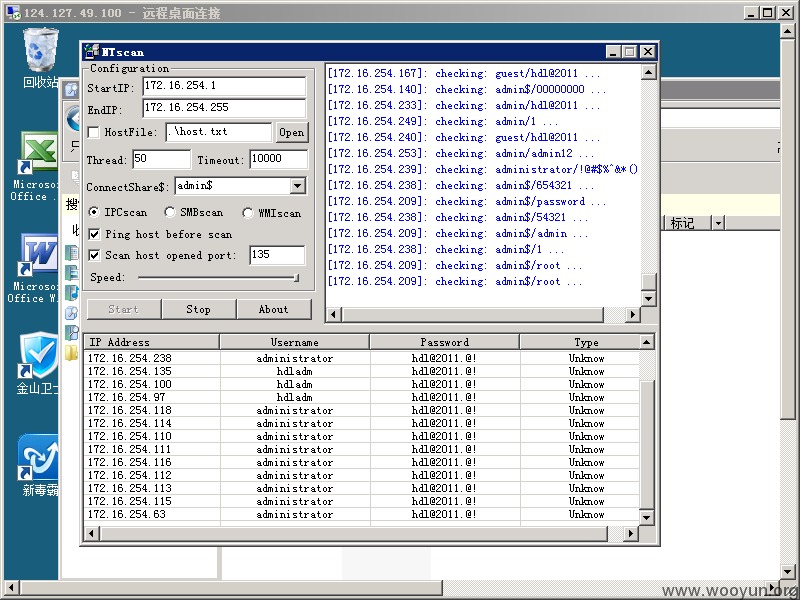 124.127.49.100 - 远程桌面连接
回收站
Microso
Office .
Microso
Office W.
金山卫士
新毒霸
搜
标记
NTscan
Configuration
StartIP: 172.16.254.1
EndIP: 172.16.254.255
HostFile: .\host.txt Open
Thread: 50 Timeout: 10000
ConnectShare$: admin$
IPCscan SMBscan WMIscan
Ping host before scan
Scan host opened port: 135
Speed:
Start Stop About
[172.16.254.167]: checking: guest/hdl@2011 ...
[172.16.254.140]: checking: admin$/00000000 ...
[172.16.254.233]: checking: admin/hdl@2011 ...
[172.16.254.249]: checking: admin/1 ...
[172.16.254.240]: checking: guest/hdl@2011 ...
[172.16.254.253]: checking: admin/admin12 ...
[172.16.254.239]: checking: administrator/!@#$%^&*()
[172.16.254.238]: checking: admin$/654321 ...
[172.16.254.209]: checking: admin$/password ...
[172.16.254.238]: checking: admin$/54321 ...
[172.16.254.209]: checking: admin$/admin ...
[172.16.254.238]: checking: admin$/1 ...
[172.16.254.209]: checking: admin$/root ...
[172.16.254.209]: checking: admin$/root ...
IP Address Username Password Type
172.16.254.238 administrator hdl@2011.@! Unknow
172.16.254.135 hdladm hdl@2011.@! Unknow
172.16.254.100 hdladm hdl@2011.@! Unknow
172.16.254.97 hdladm hdl@2011.@! Unknow
172.16.254.118 administrator hdl@2011.@! Unknow
172.16.254.114 administrator hdl@2011.@! Unknow
172.16.254.110 administrator hdl@2011.@! Unknow
172.16.254.111 administrator hdl@2011.@! Unknow
172.16.254.116 administrator hdl@2011.@! Unknow
172.16.254.112 administrator hdl@2011.@! Unknow
172.16.254.113 administrator hdl@2011.@! Unknow
172.16.254.115 administrator hdl@2011.@! Unknow
172.16.254.63 administrator hdl@2011.@! Unknow
www.wooyun.org